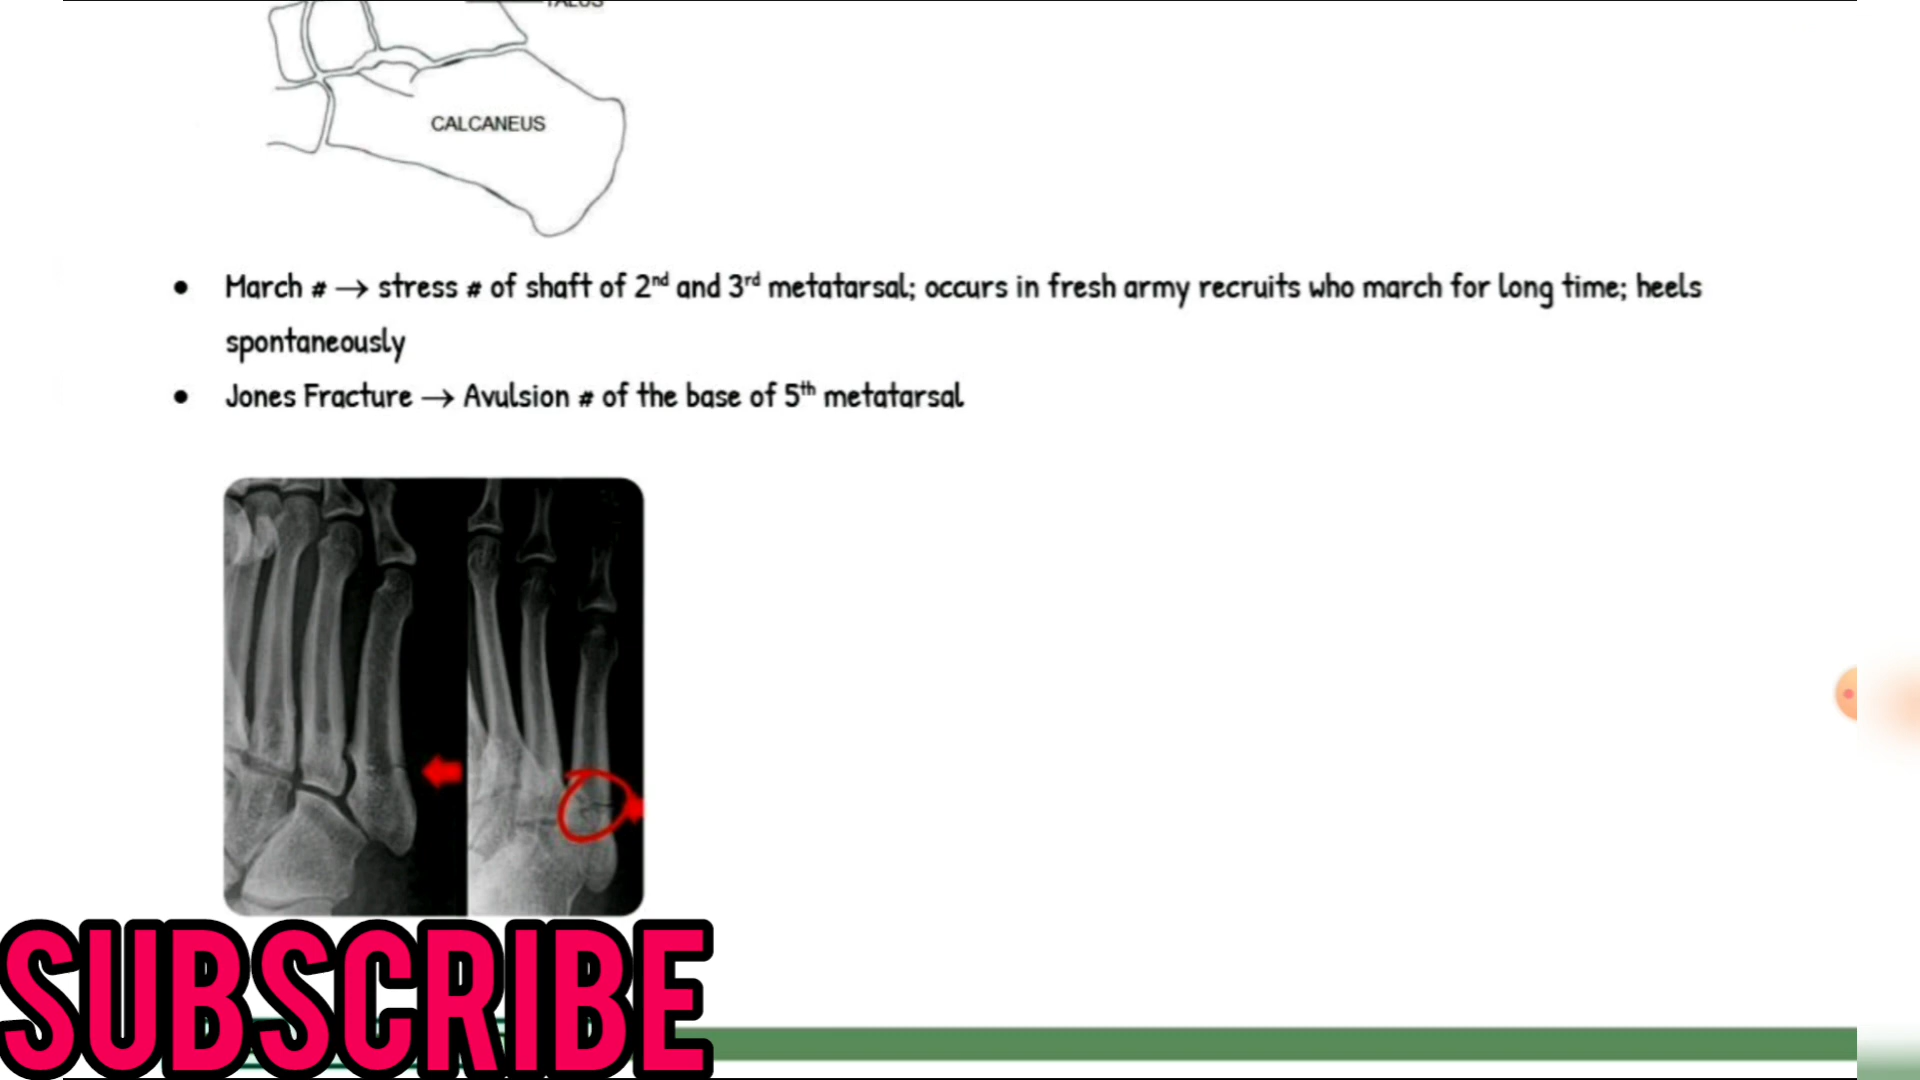 TALUS
CALCANEUS
• March # → stress # of shaft of 2nd and 3rd metatarsal; occurs in fresh army recruits who march for long time; heels
spontaneously
• Jones Fracture → Avulsion # of the base of 5th metatarsal
SUBSCRIBE